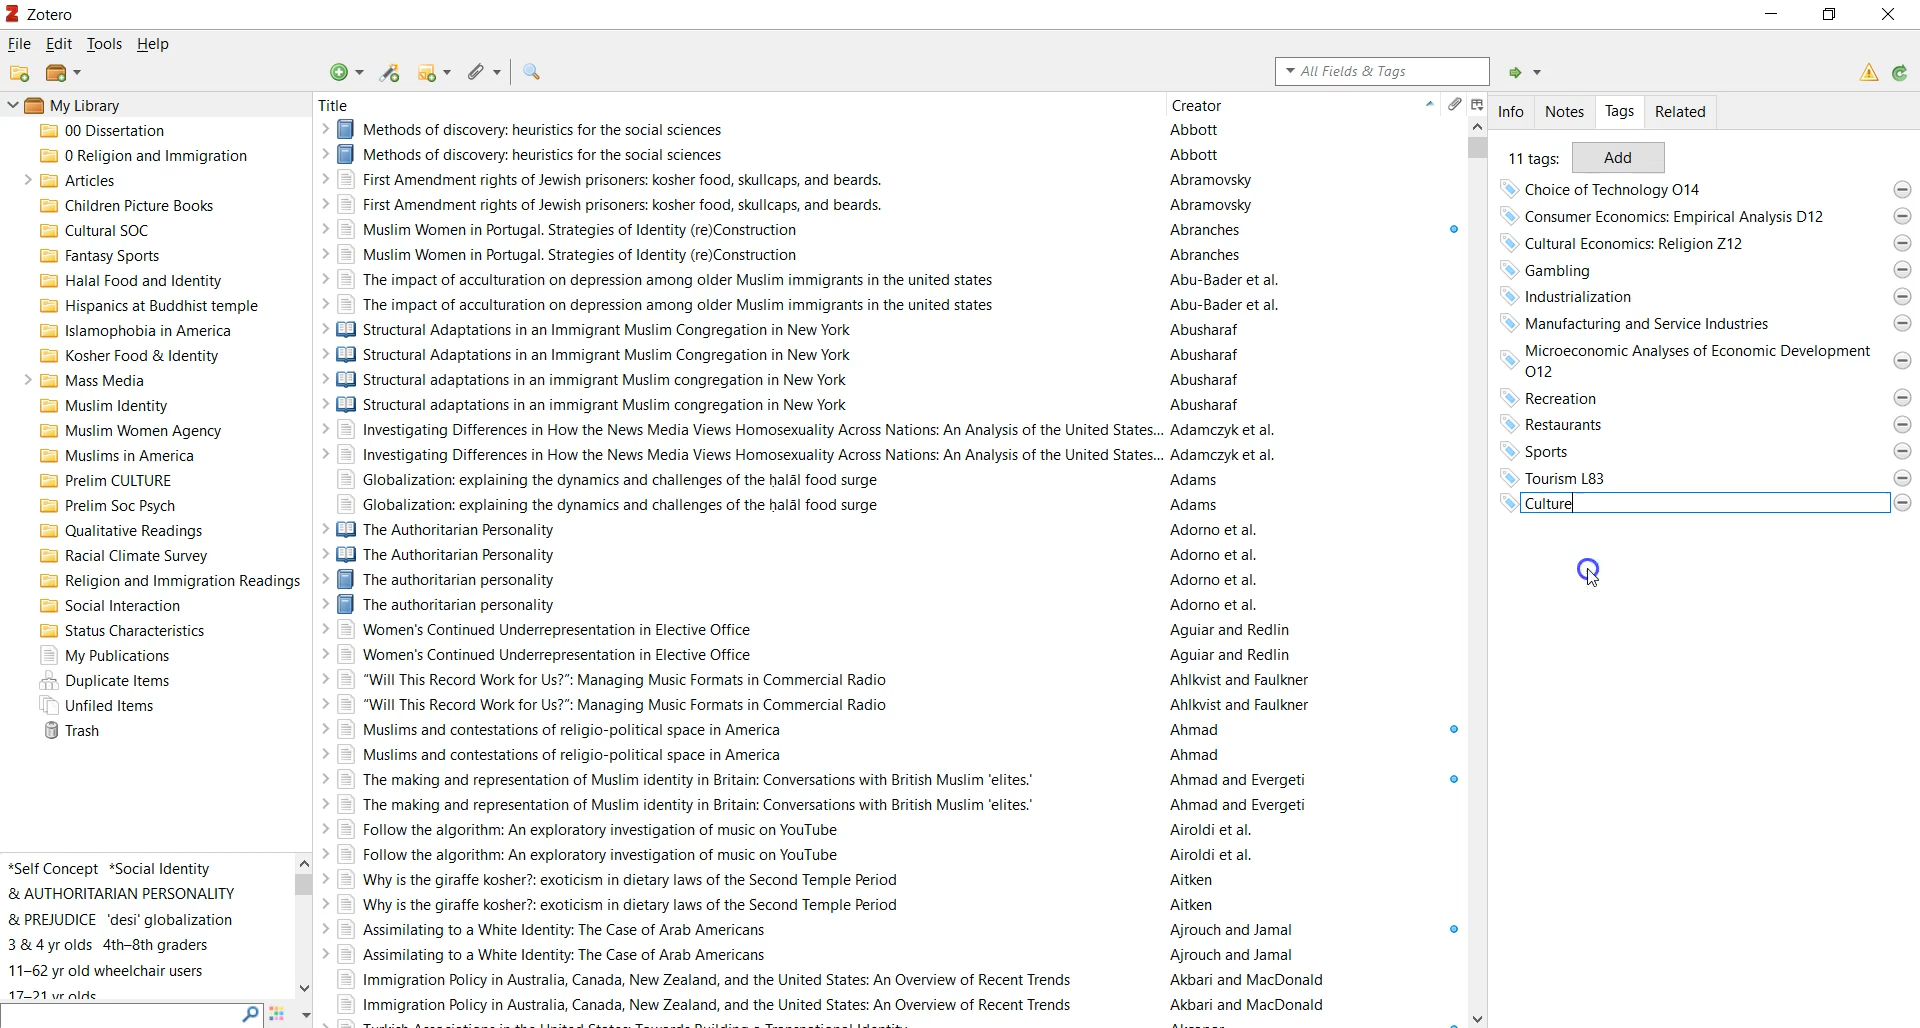 Zotero
File Edit Tools Help
All Fields & Tags
My Library
00 Dissertation
0 Religion and Immigration
Articles
Children Picture Books
Cultural SOC
Fantasy Sports
Halal Food and Identity
Hispanics at Buddhist temple
Islamophobia in America
Kosher Food & Identity
Mass Media
Muslim Identity
Muslim Women Agency
Muslims in America
Prelim CULTURE
Prelim Soc Psych
Qualitative Readings
Racial Climate Survey
Religion and Immigration Readings
Social Interaction
Status Characteristics
My Publications
Duplicate Items
Unfiled Items
Trash
*Self Concept *Social Identity
& AUTHORITARIAN PERSONALITY
& PREJUDICE 'desi' globalization
3 & 4 yr olds 4th-8th graders
11-62 yr old wheelchair users
17-21 yr olds
Title Creator
Methods of discovery: heuristics for the social sciences Abbott
Methods of discovery: heuristics for the social sciences Abbott
First Amendment rights of Jewish prisoners: kosher food, skullcaps, and beards. Abramovsky
First Amendment rights of Jewish prisoners: kosher food, skullcaps, and beards. Abramovsky
Muslim Women in Portugal. Strategies of Identity (re)Construction Abranches
Muslim Women in Portugal. Strategies of Identity (re)Construction Abranches
The impact of acculturation on depression among older Muslim immigrants in the united states Abu-Bader et al.
The impact of acculturation on depression among older Muslim immigrants in the united states Abu-Bader et al.
Structural Adaptations in an Immigrant Muslim Congregation in New York Abusharaf
Structural Adaptations in an Immigrant Muslim Congregation in New York Abusharaf
Structural adaptations in an immigrant Muslim congregation in New York Abusharaf
Structural adaptations in an immigrant Muslim congregation in New York Abusharaf
Investigating Differences in How the News Media Views Homosexuality Across Nations: An Analysis of the United States... Adamczyk et al.
Investigating Differences in How the News Media Views Homosexuality Across Nations: An Analysis of the United States... Adamczyk et al.
Globalization: explaining the dynamics and challenges of the ḥalāl food surge Adams
Globalization: explaining the dynamics and challenges of the ḥalāl food surge Adams
The Authoritarian Personality Adorno et al.
The Authoritarian Personality Adorno et al.
The authoritarian personality Adorno et al.
The authoritarian personality Adorno et al.
Women's Continued Underrepresentation in Elective Office Aguiar and Redlin
Women's Continued Underrepresentation in Elective Office Aguiar and Redlin
"Will This Record Work for Us?": Managing Music Formats in Commercial Radio Ahlkvist and Faulkner
"Will This Record Work for Us?": Managing Music Formats in Commercial Radio Ahlkvist and Faulkner
Muslims and contestations of religio-political space in America Ahmad
Muslims and contestations of religio-political space in America Ahmad
The making and representation of Muslim identity in Britain: Conversations with British Muslim 'elites.' Ahmad and Evergeti
The making and representation of Muslim identity in Britain: Conversations with British Muslim 'elites.' Ahmad and Evergeti
Follow the algorithm: An exploratory investigation of music on YouTube Airoldi et al.
Follow the algorithm: An exploratory investigation of music on YouTube Airoldi et al.
Why is the giraffe kosher?: exoticism in dietary laws of the Second Temple Period Aitken
Why is the giraffe kosher?: exoticism in dietary laws of the Second Temple Period Aitken
Assimilating to a White Identity: The Case of Arab Americans Ajrouch and Jamal
Assimilating to a White Identity: The Case of Arab Americans Ajrouch and Jamal
Immigration Policy in Australia, Canada, New Zealand, and the United States: An Overview of Recent Trends Akbari and MacDonald
Immigration Policy in Australia, Canada, New Zealand, and the United States: An Overview of Recent Trends Akbari and MacDonald
Info Notes Tags Related
11 tags: Add
Choice of Technology O14
Consumer Economics: Empirical Analysis D12
Cultural Economics: Religion Z12
Gambling
Industrialization
Manufacturing and Service Industries
Microeconomic Analyses of Economic Development
O12
Recreation
Restaurants
Sports
Tourism L83
Culture